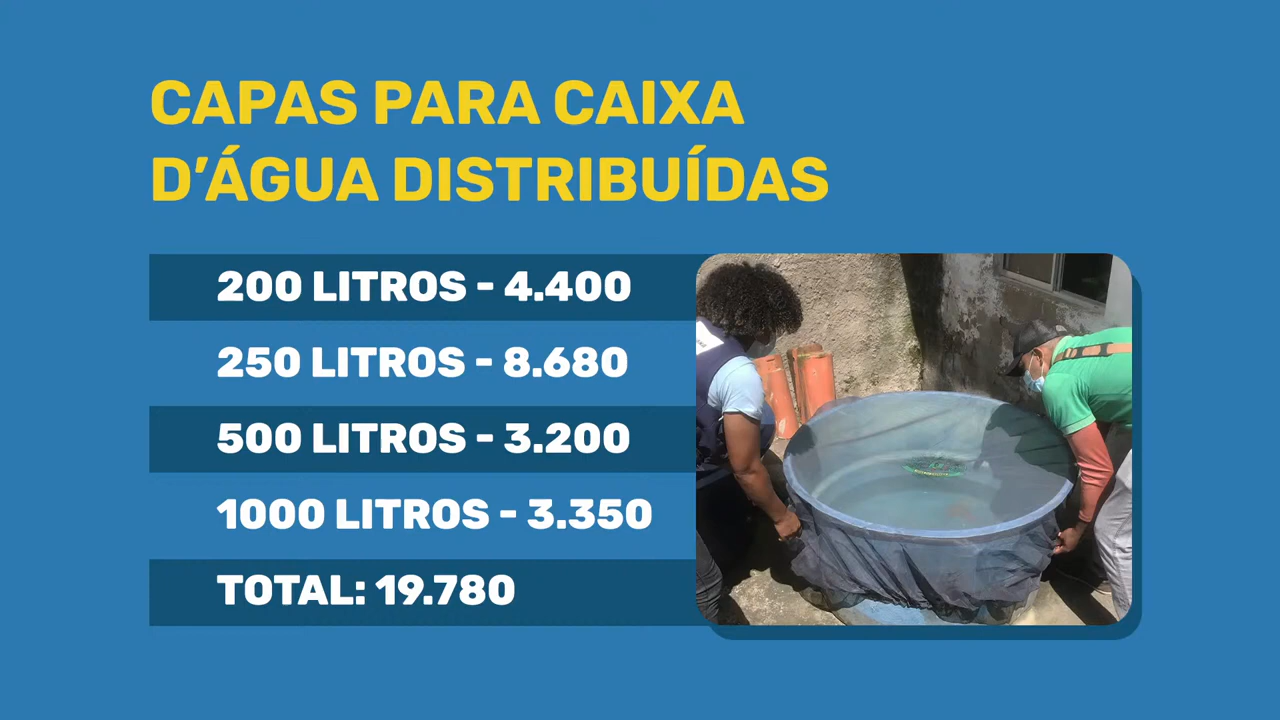 CAPAS PARA CAIXA
D’ÁGUA DISTRIBUÍDAS
200 LITROS - 4.400
250 LITROS - 8.680
500 LITROS - 3.200
1000 LITROS - 3.350
TOTAL: 19.780